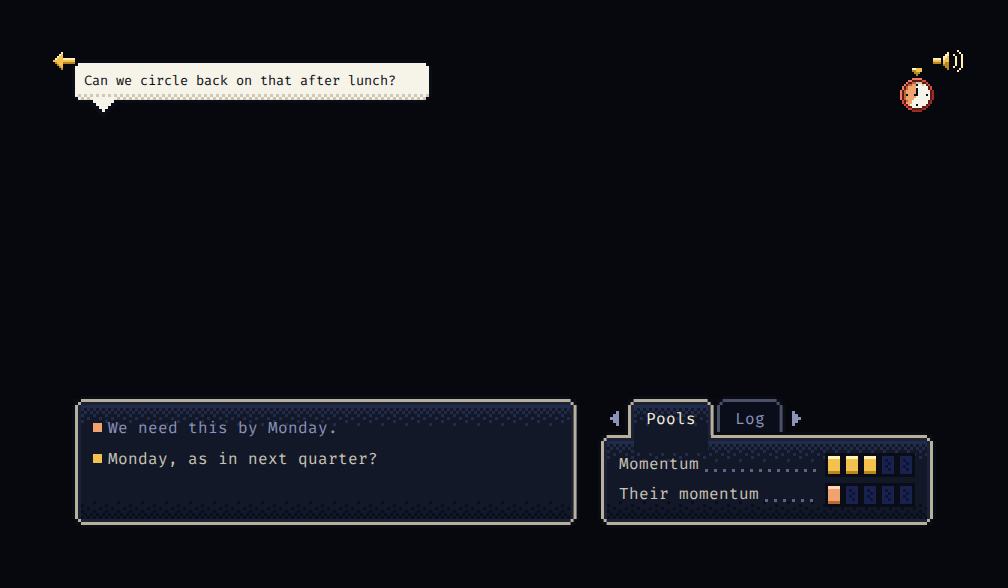 Can we circle back on that after lunch?
We need this by Monday.
Monday, as in next quarter?
Pools
Log
Momentum
Their momentum